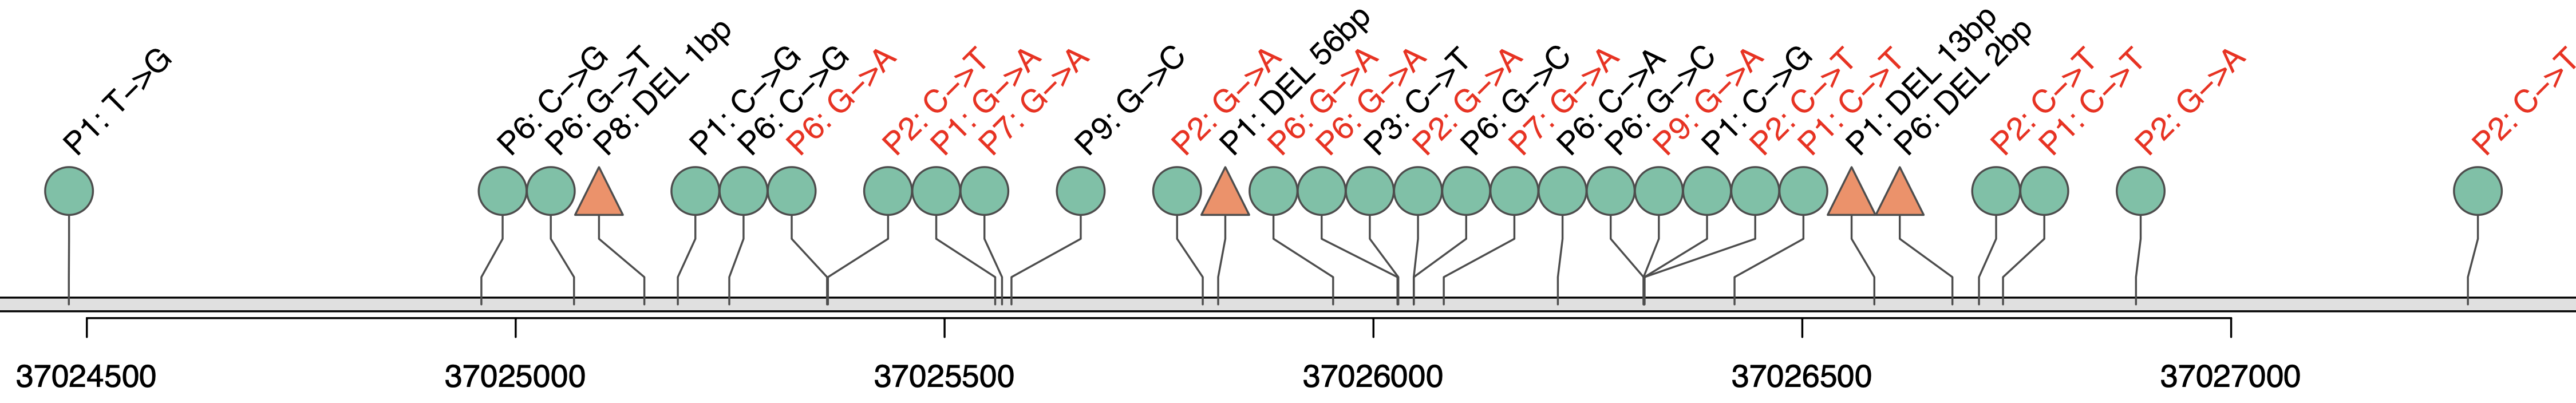 P1: T->G
P6: C->G
P6: G->T
P8: DEL 1bp
P1: C->G
P6: C->G
P6: G->A
P2: C->T
P1: G->A
P7: G->A
P9: G->C
P2: G->A
P1: DEL 56bp
P6: G->A
P6: G->A
P3: C->T
P2: G->A
P6: G->C
P7: G->A
P6: C->A
P6: G->C
P9: G->A
P1: C->G
P2: C->T
P1: C->T
P1: DEL 13bp
P6: DEL 2bp
P2: C->T
P1: C->T
P2: G->A
P2: C->T
37024500 37025000 37025500 37026000 37026500 37027000